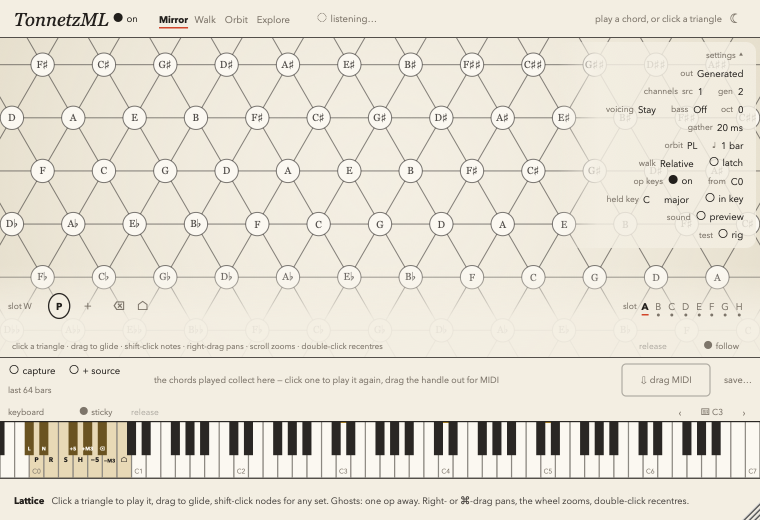 TonnetzML on Mirror Walk Orbit Explore listening... play a chord, or click a triangle
settings
out Generated
channels src 1 gen 2
voicing Stay bass Off oct 0
gather 20 ms
orbit PL ♩ 1 bar
walk Relative latch
op keys on from C0
held key C major in key
sound preview
test rig
F♯ C♯ G♯ D♯ A♯ E♯ B♯ F♯♯ C♯♯ G♯♯ D♯♯
D A E B F♯ C♯ G♯ D♯ A♯ E♯ B♯ F♯♯ C♯♯
F C G D A E B F♯ C♯ G♯ D♯
D♭ A♭ E♭ B♭ F C G D A E B F♯ C♯
F♭ C♭ G♭ D♭ A♭ E♭ B♭ F C G D A
slot W P + slot A B C D E F G H
click a triangle · drag to glide · shift-click notes · right-drag pans · scroll zooms · double-click recentres release follow
capture + source
last 64 bars
the chords played collect here — click one to play it again, drag the handle out for MIDI
⇩ drag MIDI save...
keyboard sticky release ‹ C3 ›
L N +S +M3
P R S H −S −M3
C0 C1 C2 C3 C4 C5 C6 C7
Lattice Click a triangle to play it, drag to glide, shift-click nodes for any set. Ghosts: one op away. Right- or ⌘-drag pans, the wheel zooms, double-click recentres.